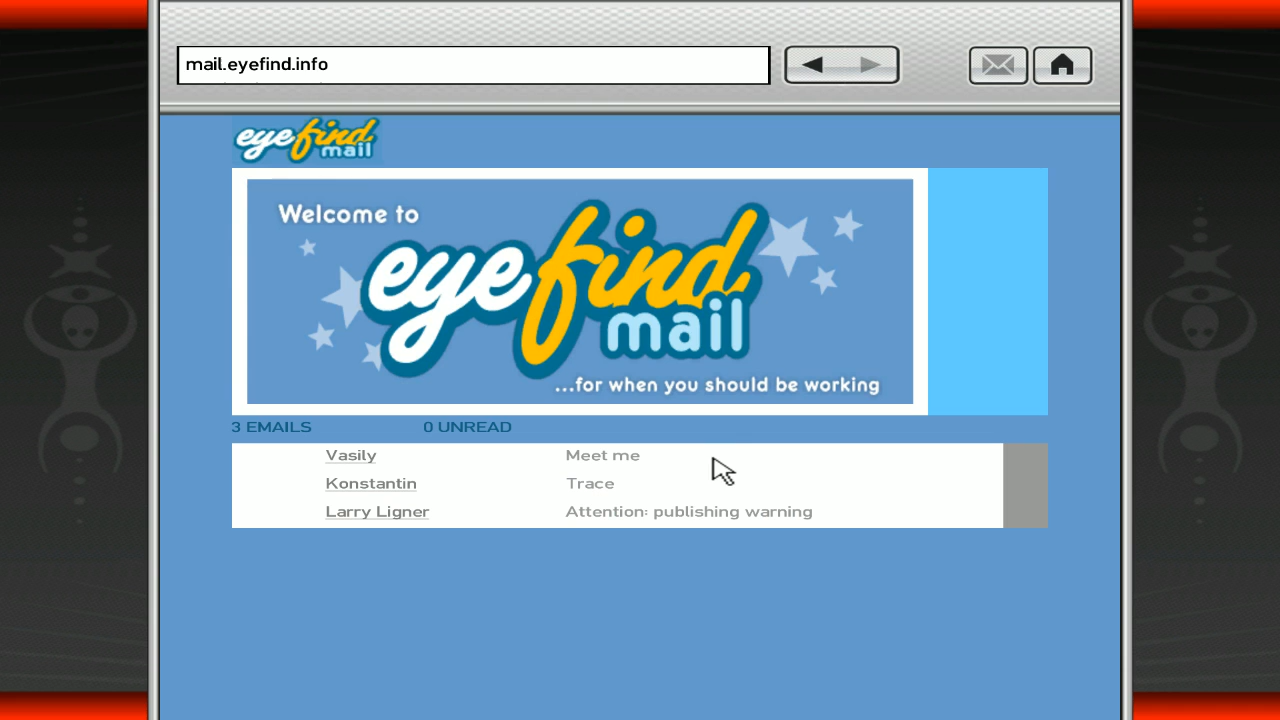 mail.eyefind.info
eyefind
mail
Welcome to
eyefind
mail
...for when you should be working
3 EMAILS 0 UNREAD
Vasily Meet me
Konstantin Trace
Larry Ligner Attention: publishing warning